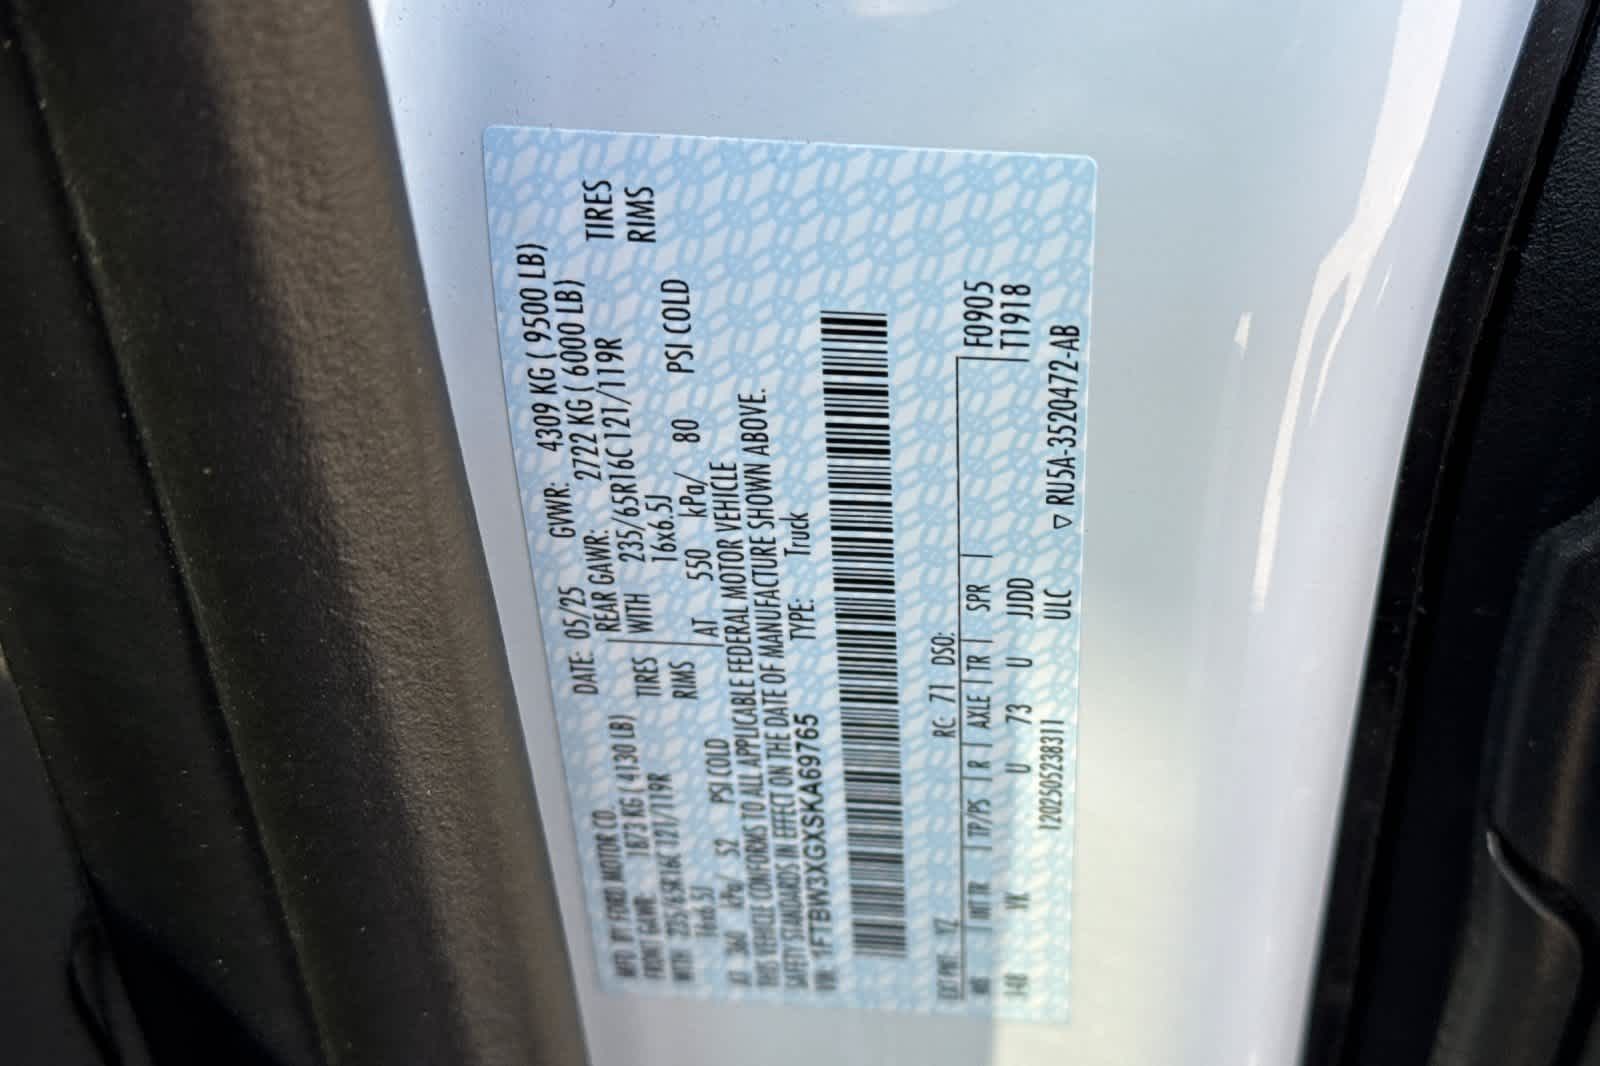 MFD. BY FORD MOTOR CO.
DATE: 05/25 GVWR: 4309 KG ( 9500 LB)
FRONT GAWR: 1873 KG ( 4130 LB) REAR GAWR: 2722 KG ( 6000 LB)
WITH 235/65R16C 121/119R TIRES WITH 235/65R16C 121/119R TIRES
16x6.5J RIMS 16x6.5J RIMS
AT 360 kPa/ 52 PSI COLD AT 550 kPa/ 80 PSI COLD
THIS VEHICLE CONFORMS TO ALL APPLICABLE FEDERAL MOTOR VEHICLE
SAFETY STANDARDS IN EFFECT ON THE DATE OF MANUFACTURE SHOWN ABOVE.
VIN: 1FTBW3XGXSKA69765 TYPE: Truck
EXT PNT: YZ RC: 71 DSO: F0905
WB | INT TR | TP/PS | R | AXLE | TR | SPR | T1918
148 VK U 73 U JJDD
1202505238311 ULC ▽ RU5A-3520472-AB